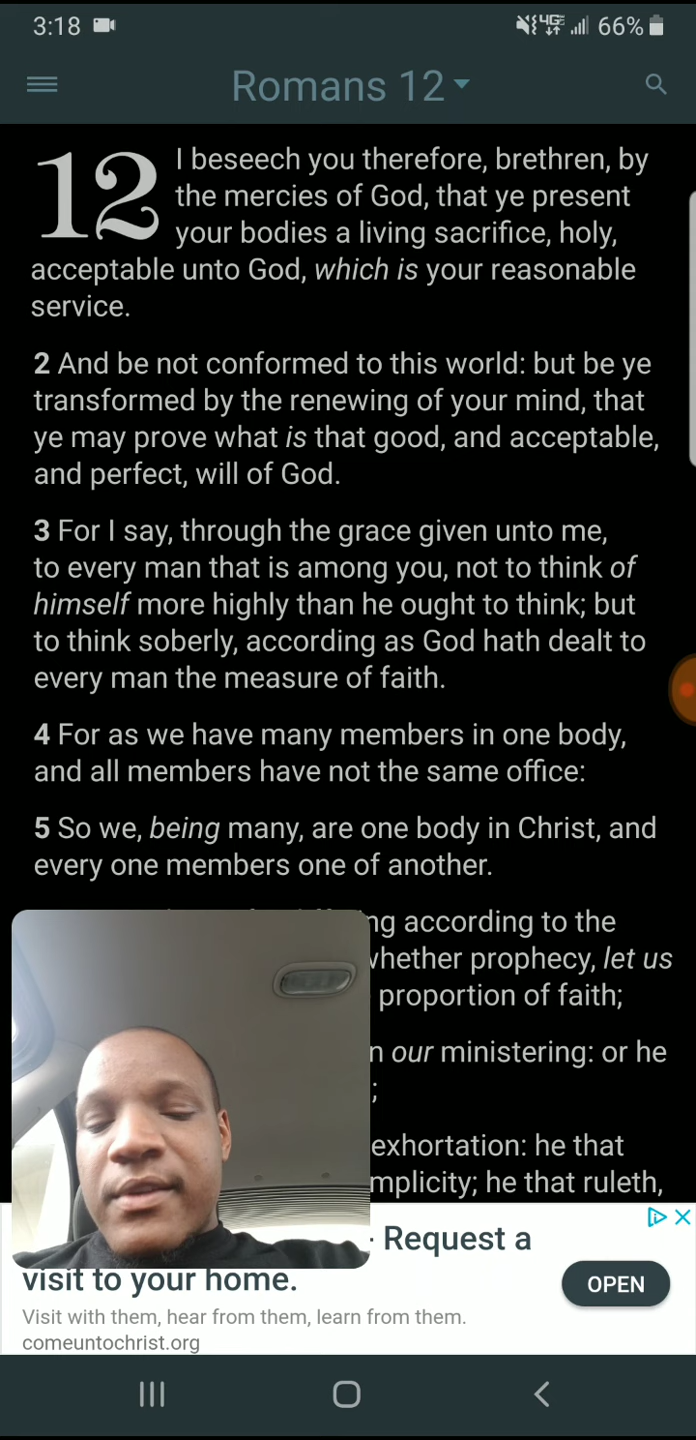 3:18 4GE 66%
Romans 12
12 I beseech you therefore, brethren, by
the mercies of God, that ye present
your bodies a living sacrifice, holy,
acceptable unto God, which is your reasonable
service.
2 And be not conformed to this world: but be ye
transformed by the renewing of your mind, that
ye may prove what is that good, and acceptable,
and perfect, will of God.
3 For I say, through the grace given unto me,
to every man that is among you, not to think of
himself more highly than he ought to think; but
to think soberly, according as God hath dealt to
every man the measure of faith.
4 For as we have many members in one body,
and all members have not the same office:
5 So we, being many, are one body in Christ, and
every one members one of another.
ng according to the
whether prophecy, let us
proportion of faith;
n our ministering: or he
;
exhortation: he that
mplicity; he that ruleth,
- Request a
visit to your home.
OPEN
Visit with them, hear from them, learn from them.
comeuntochrist.org